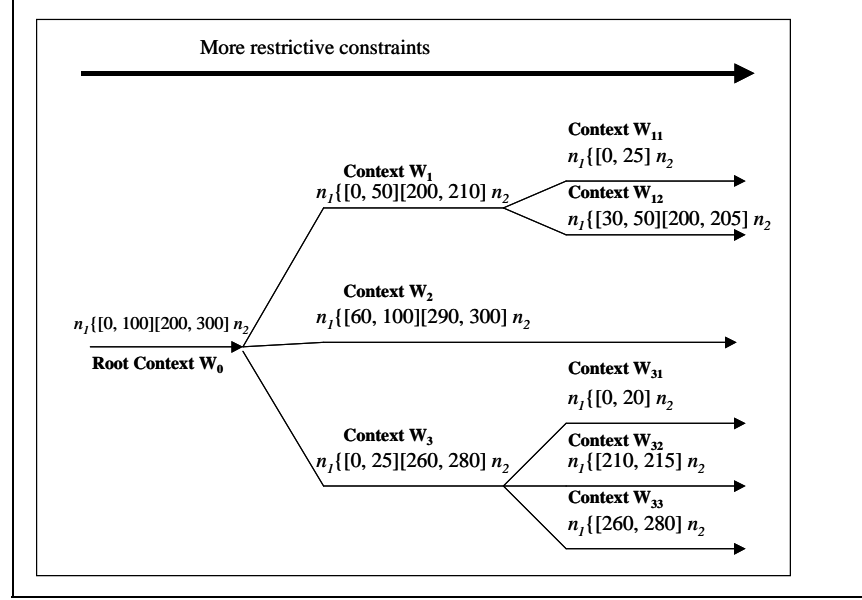 More restrictive constraints
Context W11
n1{[0, 25] n2
Context W1
n1{[0, 50][200, 210] n2
Context W12
n1{[30, 50][200, 205] n2
Context W2
n1{[60, 100][290, 300] n2
n1{[0, 100][200, 300] n2
Root Context W0
Context W31
n1{[0, 20] n2
Context W3
n1{[0, 25][260, 280] n2
Context W32
n1{[210, 215] n2
Context W33
n1{[260, 280] n2